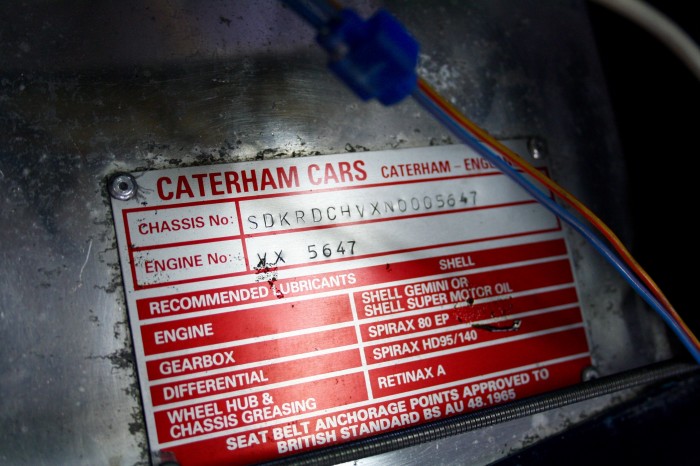 CATERHAM CARS CATERHAM - ENG
CHASSIS No: SDKRDCHVXN0005647
ENGINE No: VX 5647
RECOMMENDED LUBRICANTS SHELL
ENGINE SHELL GEMINI OR
SHELL SUPER MOTOR OIL
GEARBOX SPIRAX 80 EP
DIFFERENTIAL SPIRAX HD95/140
WHEEL HUB &
CHASSIS GREASING RETINAX A
SEAT BELT ANCHORAGE POINTS APPROVED TO
BRITISH STANDARD BS AU 48.1965